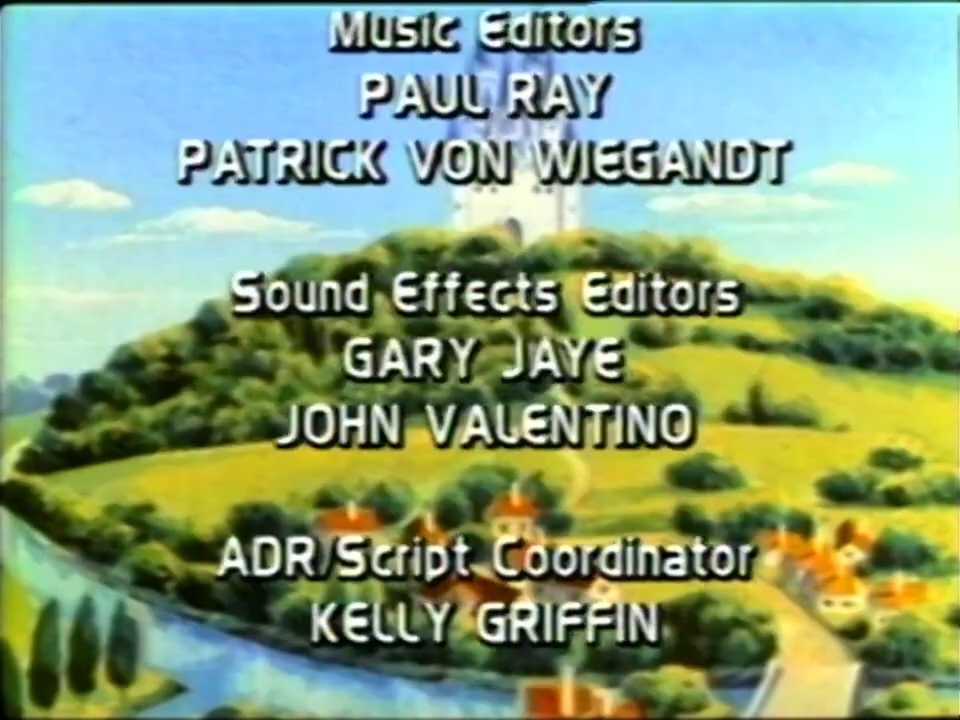 Music Editors
PAUL RAY
PATRICK VON WIEGANDT
Sound Effects Editors
GARY JAYE
JOHN VALENTINO
ADR/Script Coordinator
KELLY GRIFFIN